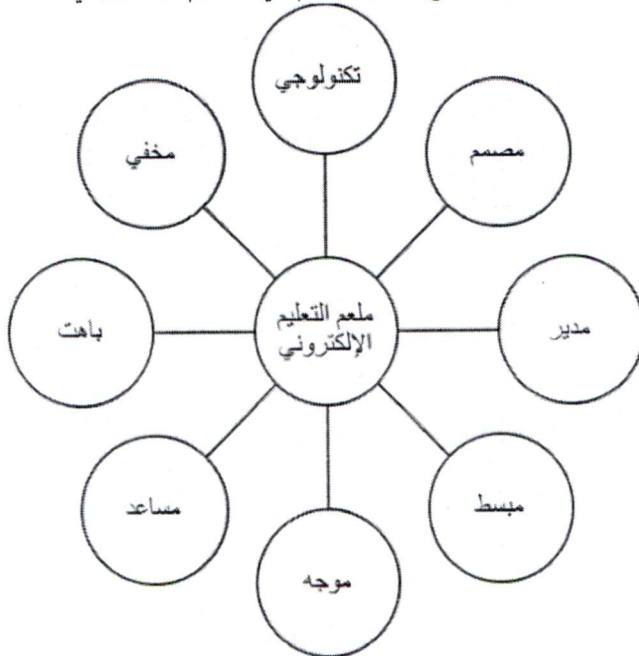 تكنولوجي
مصمم
مخفي
مدير
ملعم التعليم
الإلكتروني
باهت
مبسط
مساعد
موجه